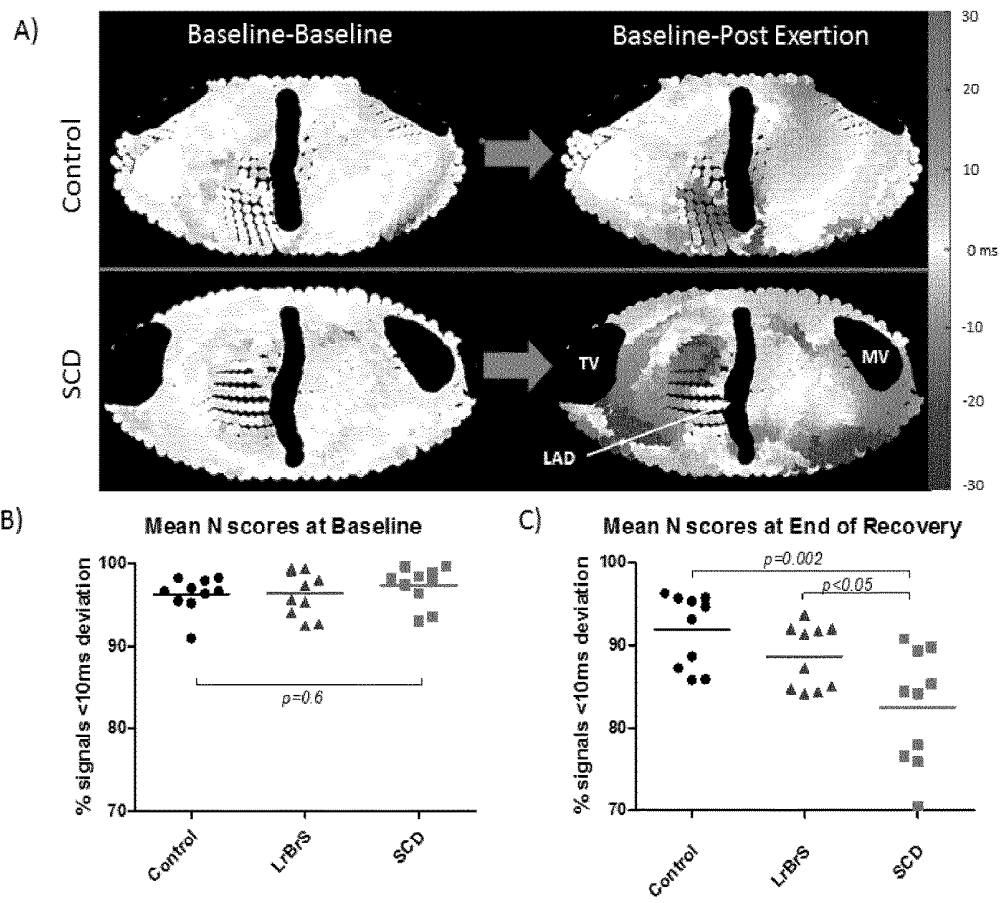 A)
Baseline-Baseline
Baseline-Post Exertion
Control
SCD
30
20
10
0 ms
-10
-20
-30
TV
MV
LAD
B)
Mean N scores at Baseline
% signals <10ms deviation
100
90
80
70
p=0.6
Control
LrBrS
SCD
C)
Mean N scores at End of Recovery
% signals <10ms deviation
100
90
80
70
p=0.002
p<0.05
Control
LrBrS
SCD